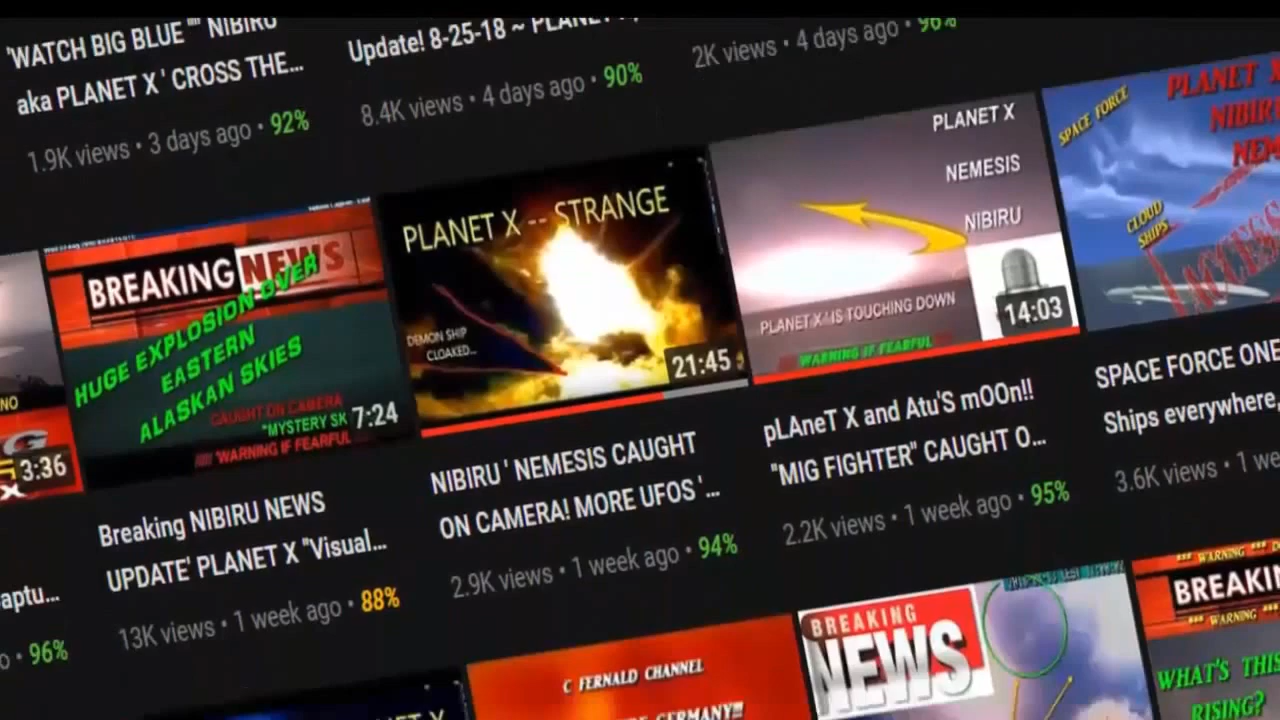 'WATCH BIG BLUE "" NIBIRU
aka PLANET X ' CROSS THE...
1.9K views • 3 days ago • 92%
Update! 8-25-18 ~ PLANET
8.4K views • 4 days ago • 90%
2K views • 4 days ago • 96%
NO
3:36
aptu...
96%
BREAKING NEWS
HUGE EXPLOSION OVER
EASTERN
ALASKAN SKIES
CAUGHT ON CAMERA
"MYSTERY SK
7:24
'WARNING IF FEARFUL
Breaking NIBIRU NEWS
UPDATE' PLANET X "Visual...
13K views • 1 week ago • 88%
PLANET X -- STRANGE
DEMON SHIP
CLOAKED...
21:45
NIBIRU ' NEMESIS CAUGHT
ON CAMERA! MORE UFOS ' ...
2.9K views • 1 week ago • 94%
PLANET X
NEMESIS
NIBIRU
PLANET X' IS TOUCHING DOWN
WARNING IF FEARFUL
14:03
pLAneT X and Atu'S mOOn!!
"MIG FIGHTER" CAUGHT O...
2.2K views • 1 week ago • 95%
SPACE FORCE
PLANET X
NIBIRU
NEM
CLOUD
SHIPS
ACCESS
SPACE FORCE ONE
Ships everywhere,
3.6K views • 1 we
C FERNALD CHANNEL
GERMANY!!!
BREAKING
NEWS
*** WARNING ***
BREAKIN
*** WARNING ***
WHAT'S THIS
RISING?